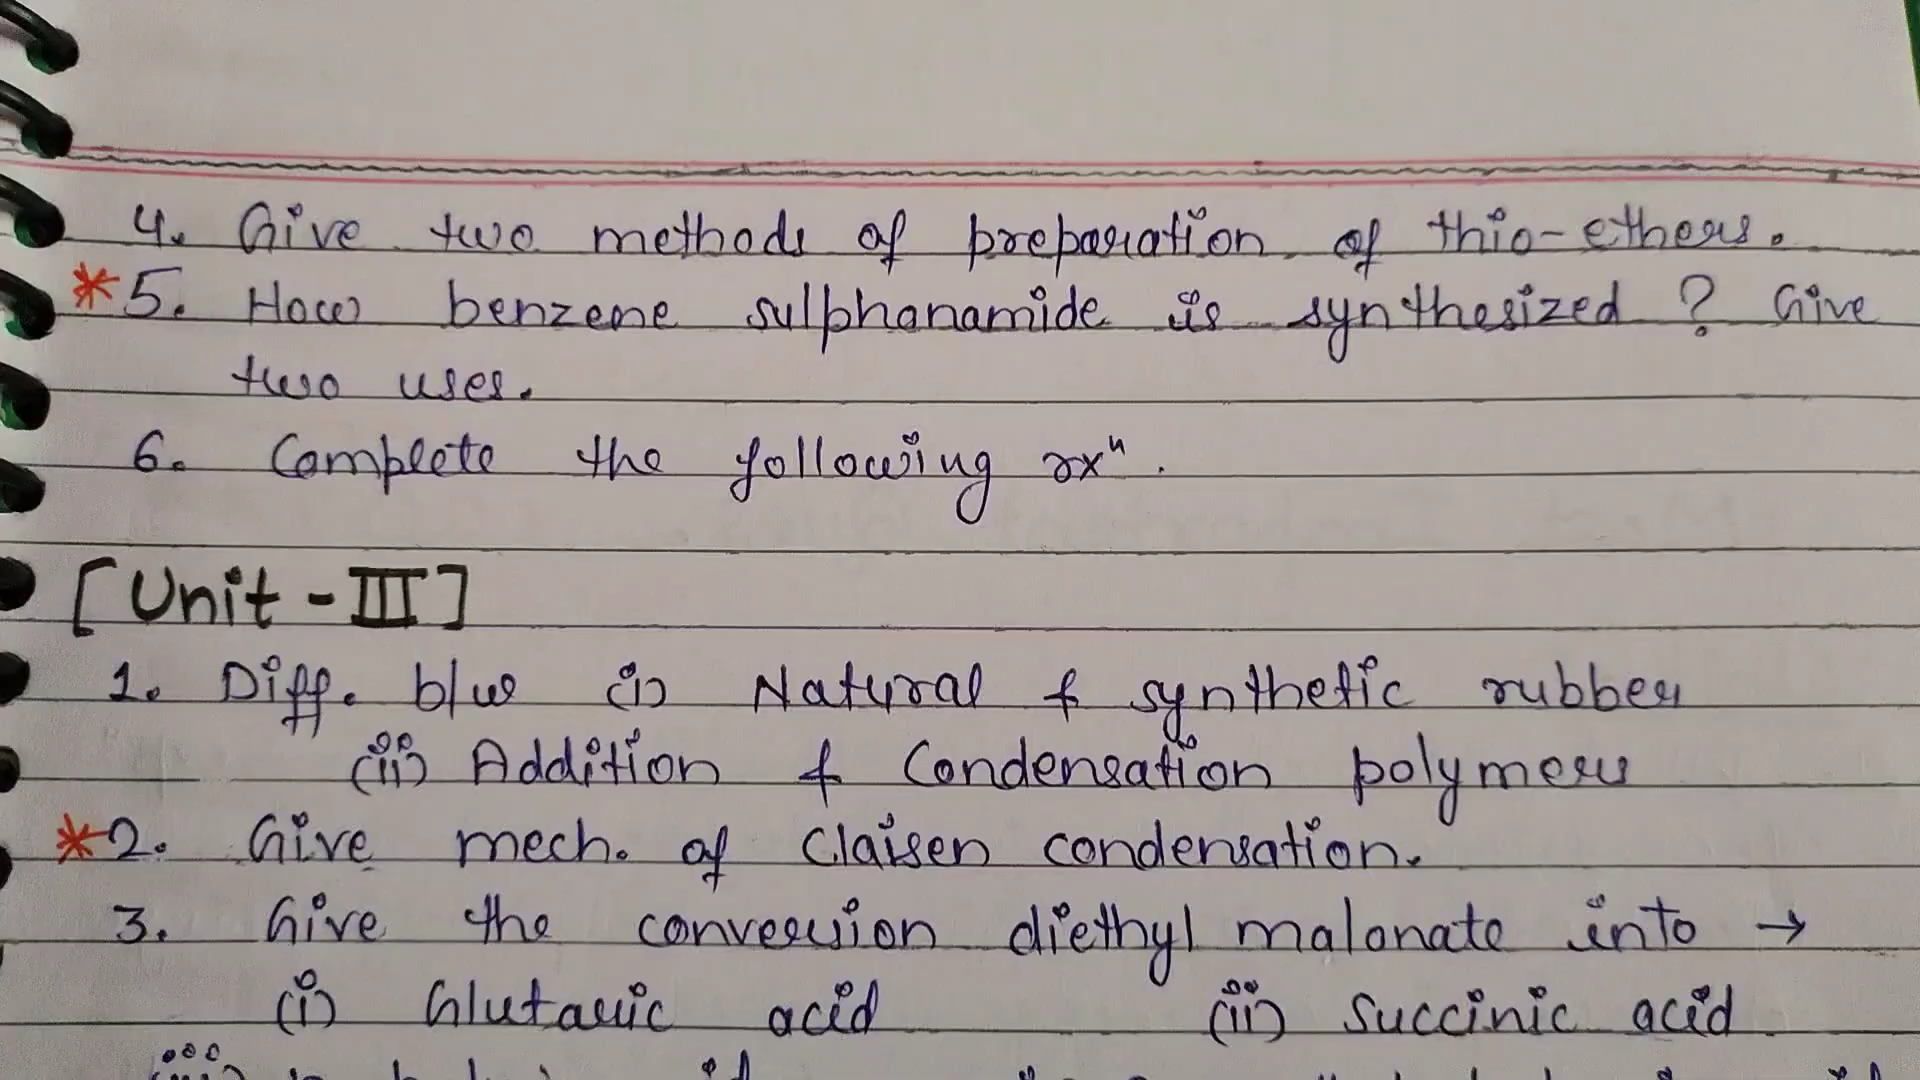 4. Give two methods of preparation of thio-ethers.
*5. How benzene sulphonamide is synthesized ? Give
two uses.
6. Complete the following rxⁿ.
[Unit - III]
1. Diff. b/w (i) Natural & synthetic rubber
(ii) Addition & Condensation polymers
*2. Give mech. of Claisen condensation.
3. Give the conversion diethyl malonate into →
(i) Glutaric acid (ii) Succinic acid
(iii)